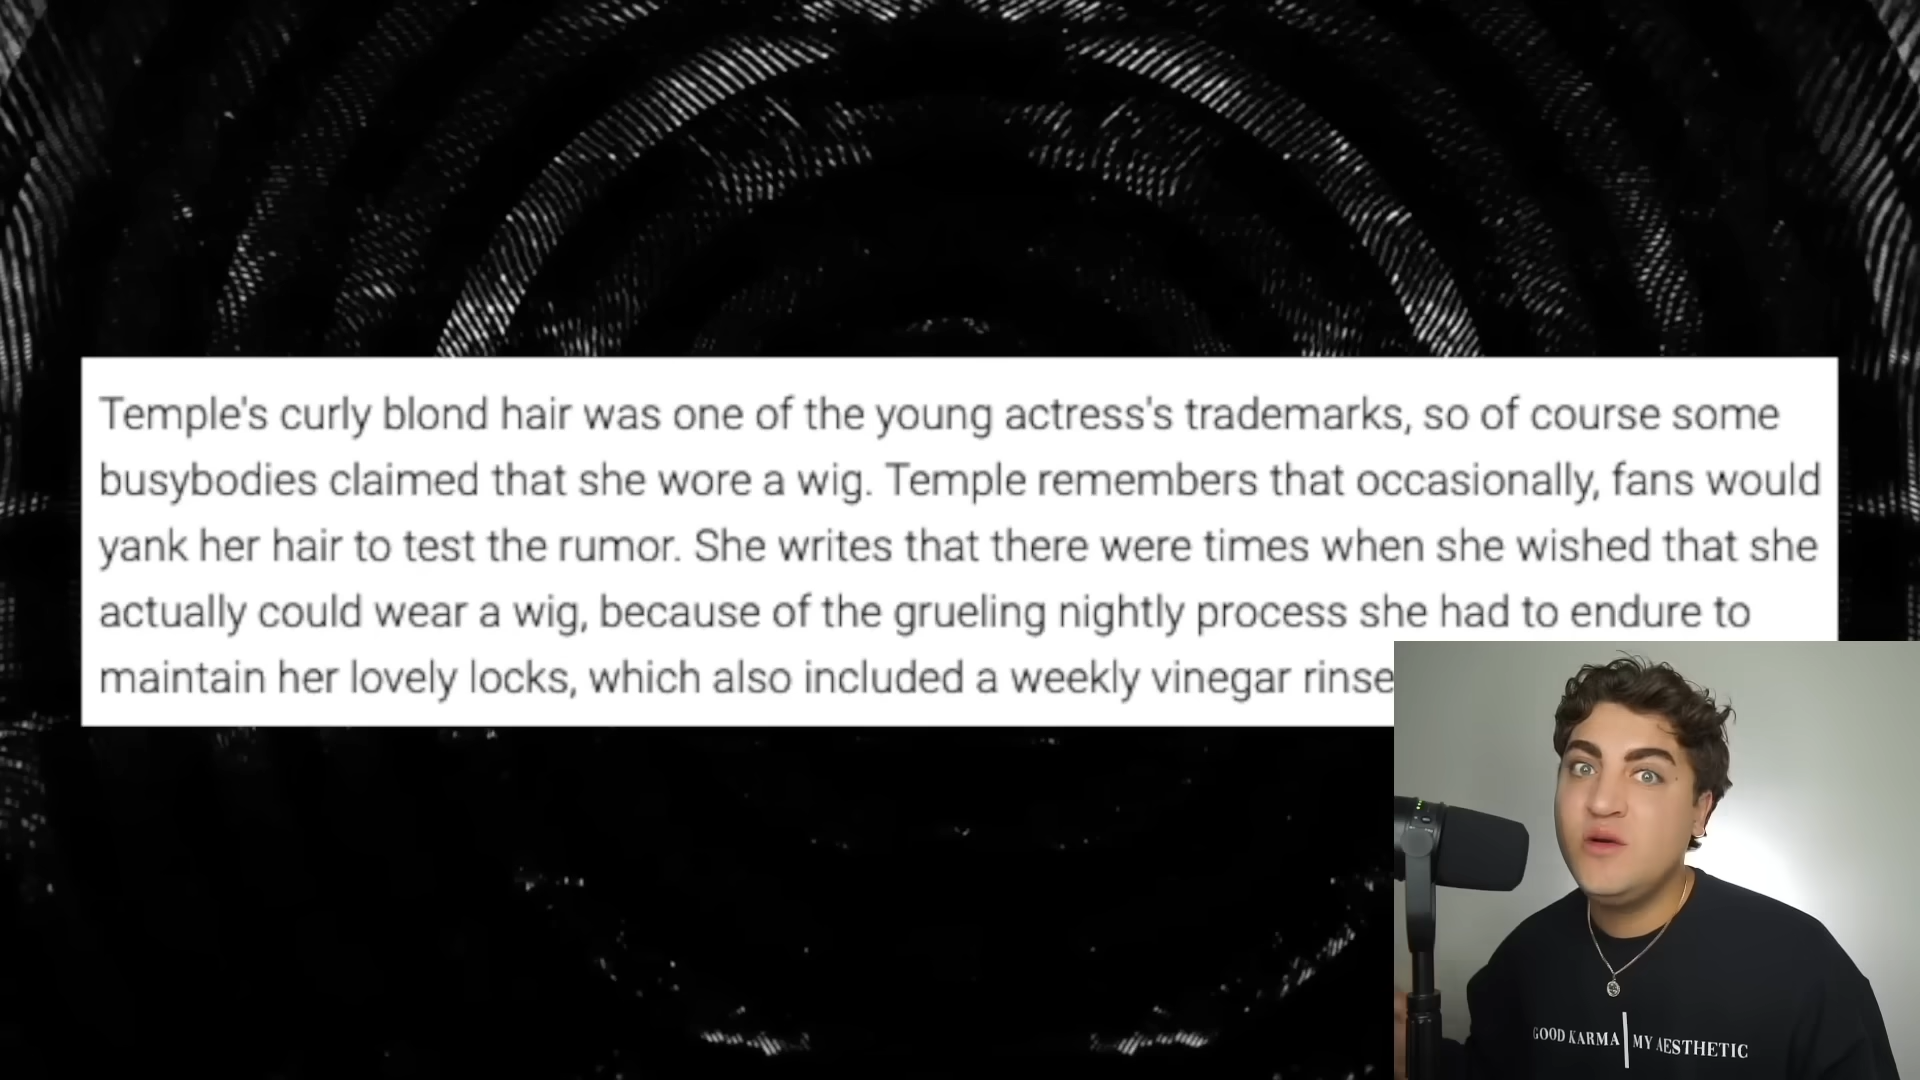 Temple's curly blond hair was one of the young actress's trademarks, so of course some
busybodies claimed that she wore a wig. Temple remembers that occasionally, fans would
yank her hair to test the rumor. She writes that there were times when she wished that she
actually could wear a wig, because of the grueling nightly process she had to endure to
maintain her lovely locks, which also included a weekly vinegar rinse
GOOD KARMA | MY AESTHETIC